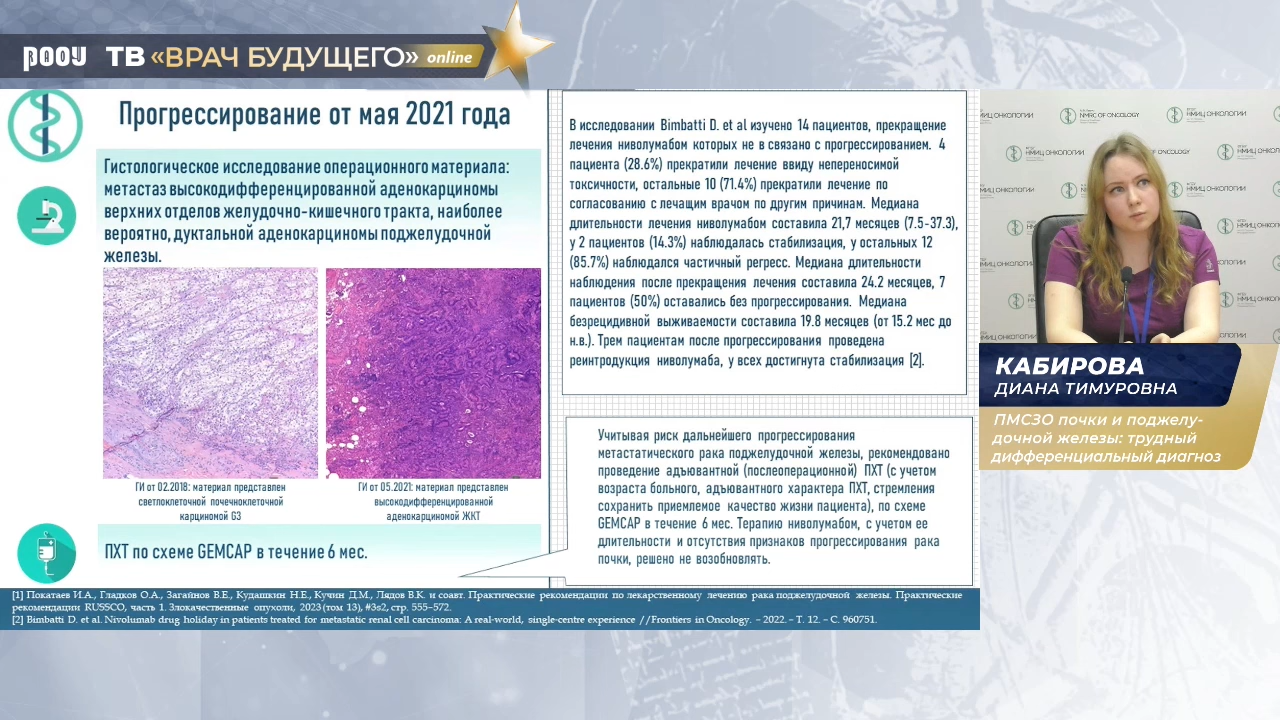 РООУ ТВ «ВРАЧ БУДУЩЕГО» online
Прогрессирование от мая 2021 года
Гистологическое исследование операционного материала:
метастаз высокодифференцированной аденокарциномы
верхних отделов желудочно-кишечного тракта, наиболее
вероятно, дуктальной аденокарциномы поджелудочной
железы.
ГИ от 02.2018: материал представлен
светлоклеточной почечноклеточной
карциномой G3
ГИ от 05.2021: материал представлен
высокодифференцированной
аденокарциномой ЖКТ
ПХТ по схеме GEMCAP в течение 6 мес.
В исследовании Bimbatti D. et al изучено 14 пациентов, прекращение
лечения ниволумабом которых не в связано с прогрессированием. 4
пациента (28.6%) прекратили лечение ввиду непереносимой
токсичности, остальные 10 (71.4%) прекратили лечение по
согласованию с лечащим врачом по другим причинам. Медиана
длительности лечения ниволумабом составила 21,7 месяцев (7.5-37.3),
у 2 пациентов (14.3%) наблюдалась стабилизация, у остальных 12
(85.7%) наблюдался частичный регресс. Медиана длительности
наблюдения после прекращения лечения составила 24.2 месяцев, 7
пациентов (50%) оставались без прогрессирования. Медиана
безрецидивной выживаемости составила 19.8 месяцев (от 15.2 мес до
н.в.). Трем пациентам после прогрессирования проведена
реинтродукция ниволумаба, у всех достигнута стабилизация [2].
Учитывая риск дальнейшего прогрессирования
метастатического рака поджелудочной железы, рекомендовано
проведение адъювантной (послеоперационной) ПХТ (с учетом
возраста больного, адъювантного характера ПХТ, стремления
сохранить приемлемое качество жизни пациента), по схеме
GEMCAP в течение 6 мес. Терапию ниволумабом, с учетом ее
длительности и отсутствия признаков прогрессирования рака
почки, решено не возобновлять.
[1] Покатаев И.А., Гладков О.А., Загайнов В.Е., Кудашкин Н.Е., Кучин Д.М., Лядов В.К. и соавт. Практические рекомендации по лекарственному лечению рака поджелудочной железы. Практические
рекомендации RUSSCO, часть 1. Злокачественные опухоли, 2023 (том 13), #3s2, стр. 555–572.
[2] Bimbatti D. et al. Nivolumab drug holiday in patients treated for metastatic renal cell carcinoma: A real-world, single-centre experience //Frontiers in Oncology. – 2022. – Т. 12. – С. 960751.
НМИЦ ОНКОЛОГИИ
NMRC OF ONCOLOGY
КАБИРОВА
ДИАНА ТИМУРОВНА
ПМСЗО почки и поджелу-
дочной железы: трудный
дифференциальный диагноз